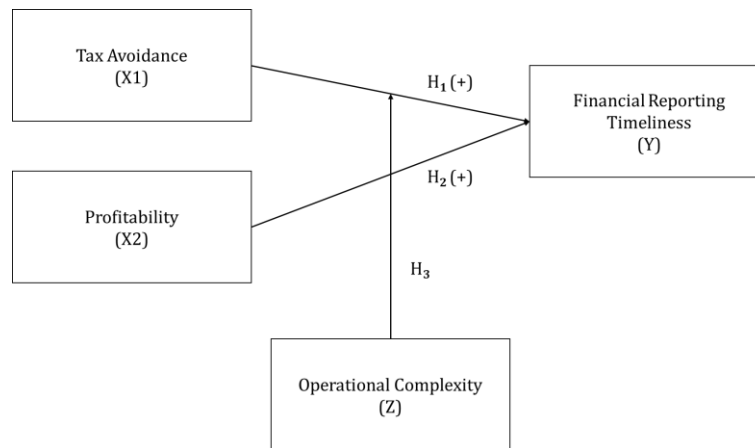 Tax Avoidance
(X1)
H₁ (+)
Financial Reporting
Timeliness
(Y)
Profitability
(X2)
H₂ (+)
H₃
Operational Complexity
(Z)